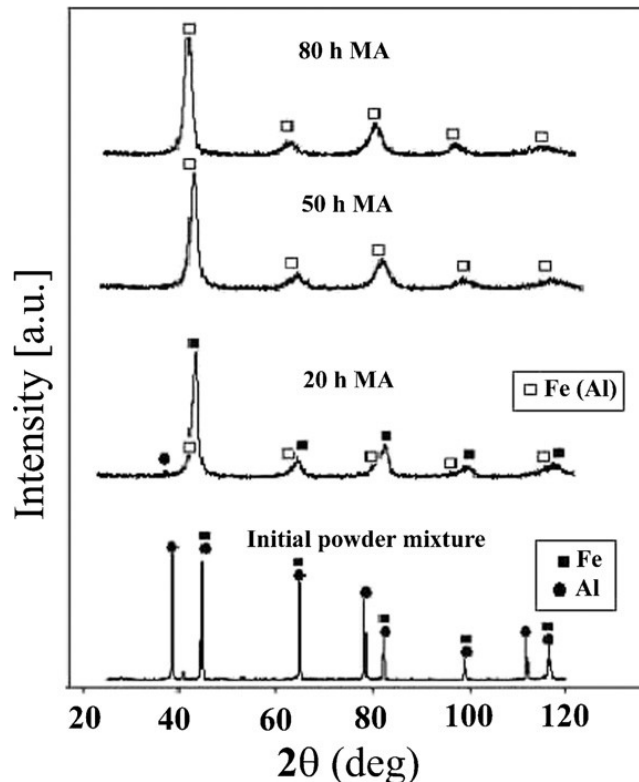 80 h MA
50 h MA
20 h MA
□ Fe (Al)
Initial powder mixture
■ Fe
● Al
Intensity [a.u.]
20 40 60 80 100 120
2θ (deg)